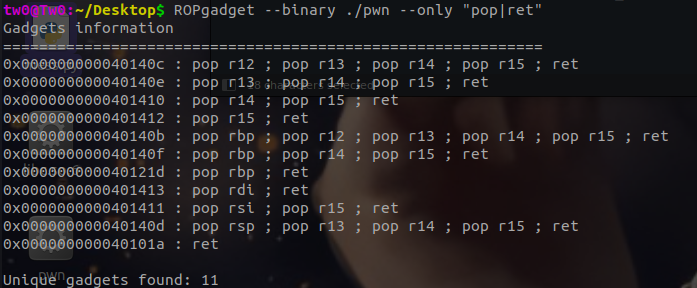 tw0@Tw0:~/Desktop$ ROPgadget --binary ./pwn --only "pop|ret"
Gadgets information
============================================================
0x000000000040140c : pop r12 ; pop r13 ; pop r14 ; pop r15 ; ret
0x000000000040140e : pop r13 ; pop r14 ; pop r15 ; ret
0x0000000000401410 : pop r14 ; pop r15 ; ret
0x0000000000401412 : pop r15 ; ret
0x000000000040140b : pop rbp ; pop r12 ; pop r13 ; pop r14 ; pop r15 ; ret
0x000000000040140f : pop rbp ; pop r14 ; pop r15 ; ret
0x000000000040121d : pop rbp ; ret
0x0000000000401413 : pop rdi ; ret
0x0000000000401411 : pop rsi ; pop r15 ; ret
0x000000000040140d : pop rsp ; pop r13 ; pop r14 ; pop r15 ; ret
0x000000000040101a : ret
pwn
Unique gadgets found: 11